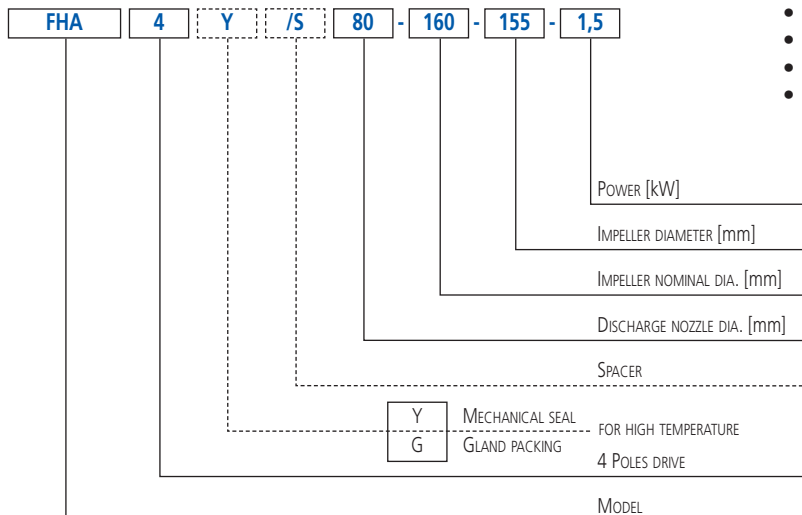 FHA 4 Y /S 80 - 160 - 155 - 1,5
POWER [kW]
IMPELLER DIAMETER [mm]
IMPELLER NOMINAL DIA. [mm]
DISCHARGE NOZZLE DIA. [mm]
SPACER
Y MECHANICAL SEAL
FOR HIGH TEMPERATURE
G GLAND PACKING
4 POLES DRIVE
MODEL